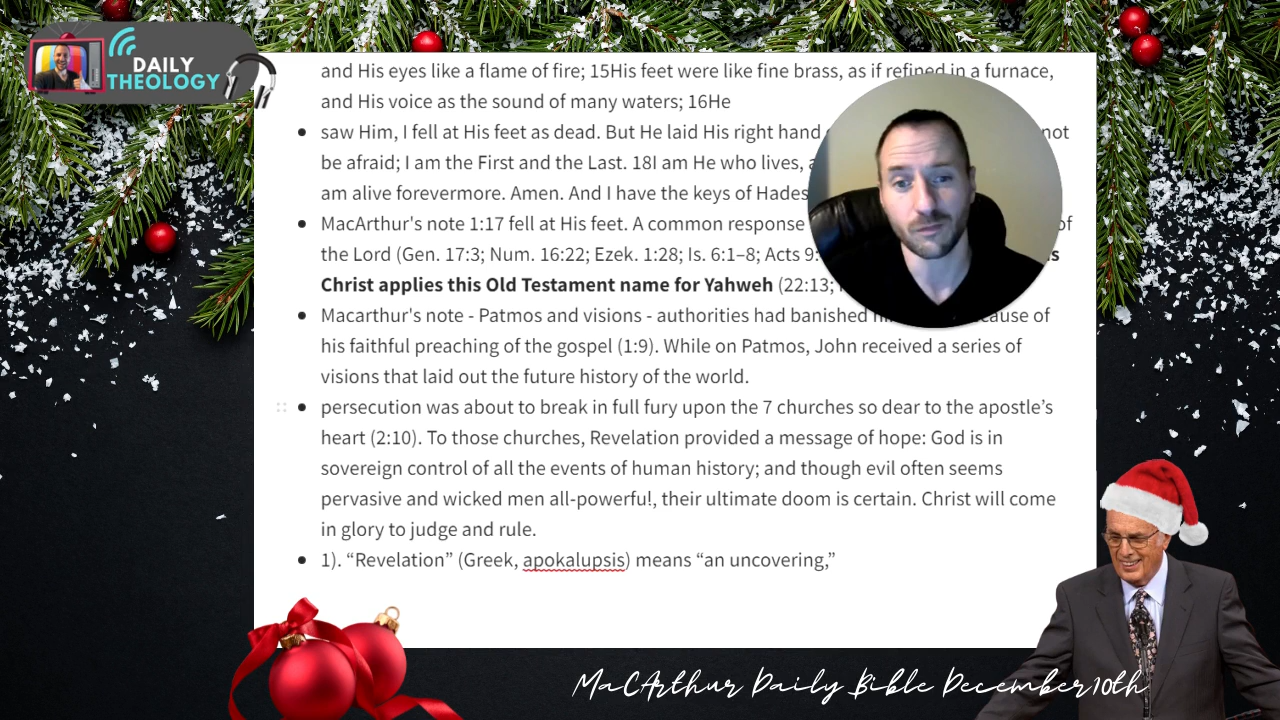 DAILY
THEOLOGY
and His eyes like a flame of fire; 15His feet were like fine brass, as if refined in a furnace,
and His voice as the sound of many waters; 16He
saw Him, I fell at His feet as dead. But He laid His right hand not
be afraid; I am the First and the Last. 18I am He who lives,
am alive forevermore. Amen. And I have the keys of Hades
MacArthur's note 1:17 fell at His feet. A common response of
the Lord (Gen. 17:3; Num. 16:22; Ezek. 1:28; Is. 6:1–8; Acts 9:
Christ applies this Old Testament name for Yahweh (22:13;
Macarthur's note - Patmos and visions - authorities had banished because of
his faithful preaching of the gospel (1:9). While on Patmos, John received a series of
visions that laid out the future history of the world.
persecution was about to break in full fury upon the 7 churches so dear to the apostle’s
heart (2:10). To those churches, Revelation provided a message of hope: God is in
sovereign control of all the events of human history; and though evil often seems
pervasive and wicked men all-powerfu!, their ultimate doom is certain. Christ will come
in glory to judge and rule.
1). “Revelation” (Greek, apokalupsis) means “an uncovering,”
MaCArthur Daily Bible December10th